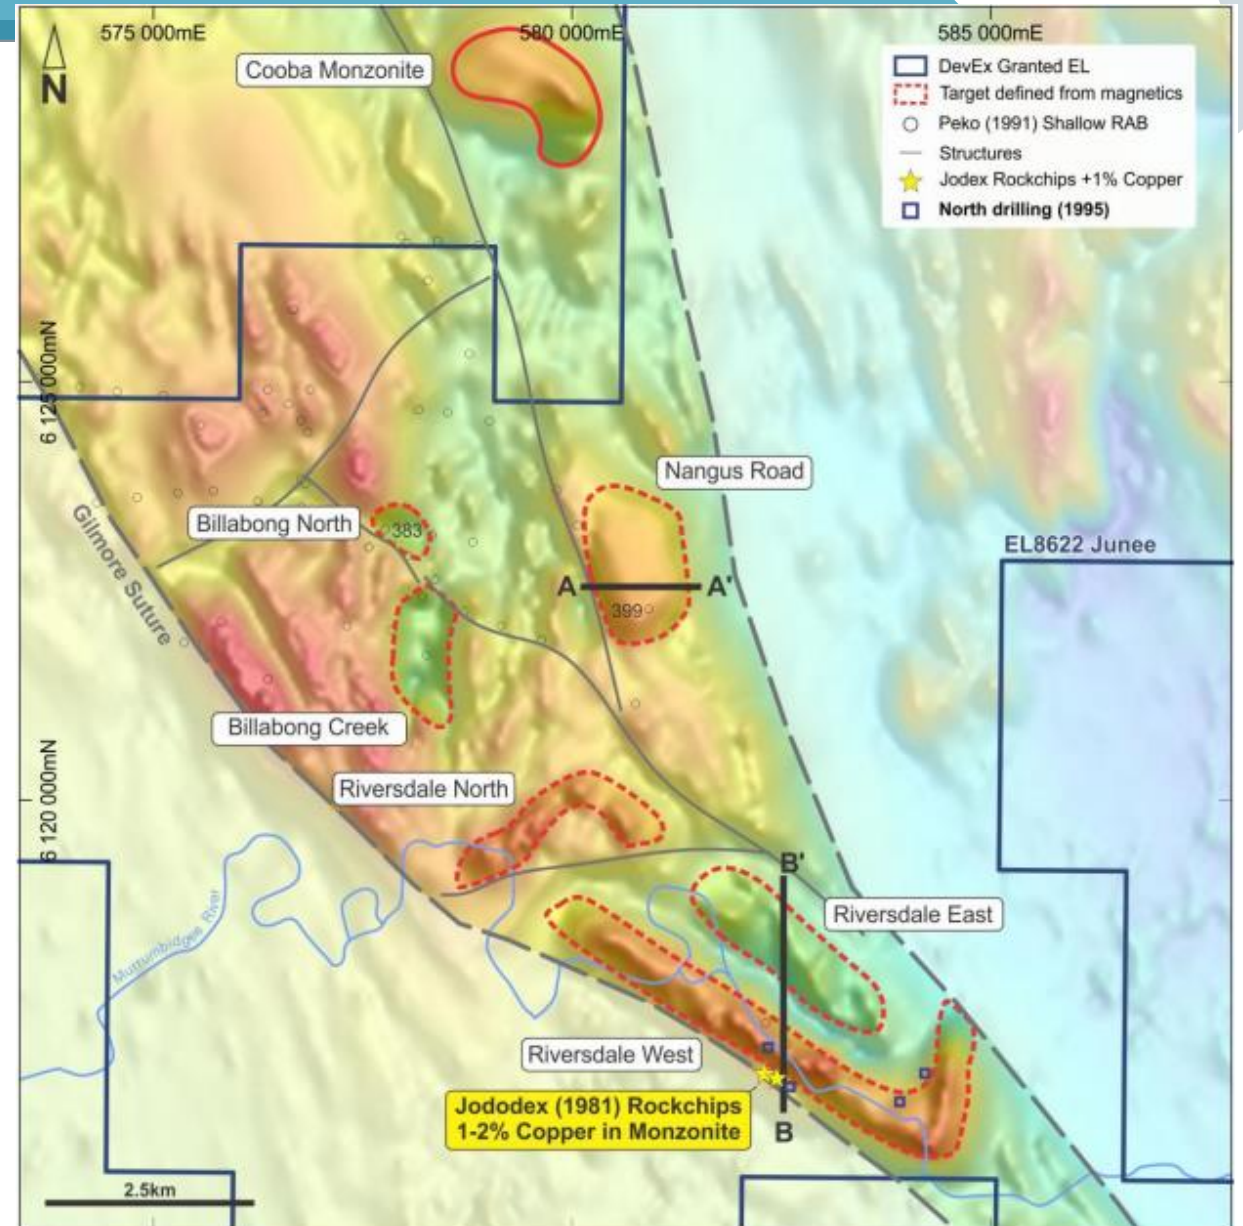 575 000mE
580 000mE
585 000mE
N
Cooba Monzonite
DevEx Granted EL
Target defined from magnetics
Peko (1991) Shallow RAB
Structures
Jodex Rockchips +1% Copper
North drilling (1995)
6 125 000mN
Nangus Road
Billabong North
383
Gilmore Suture
EL8622 Junee
A
A'
399
Billabong Creek
Riversdale North
6 120 000mN
B'
Riversdale East
Murrumbidgee River
Riversdale West
Jododex (1981) Rockchips
1-2% Copper in Monzonite
B
2.5km